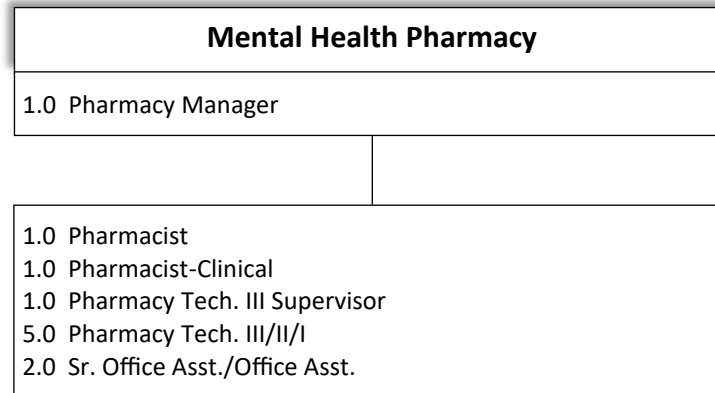 Mental Health Pharmacy
1.0 Pharmacy Manager
1.0 Pharmacist
1.0 Pharmacist-Clinical
1.0 Pharmacy Tech. III Supervisor
5.0 Pharmacy Tech. III/II/I
2.0 Sr. Office Asst./Office Asst.